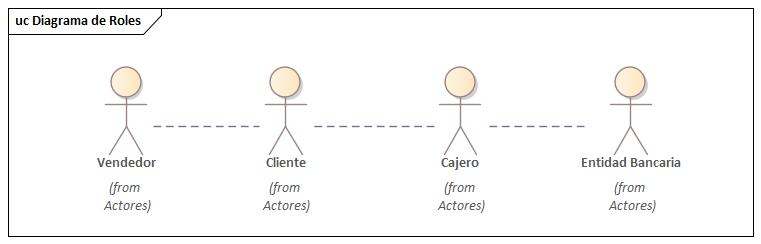 uc Diagrama de Roles
Vendedor
Cliente
Cajero
Entidad Bancaria
(from
Actores)
(from
Actores)
(from
Actores)
(from
Actores)